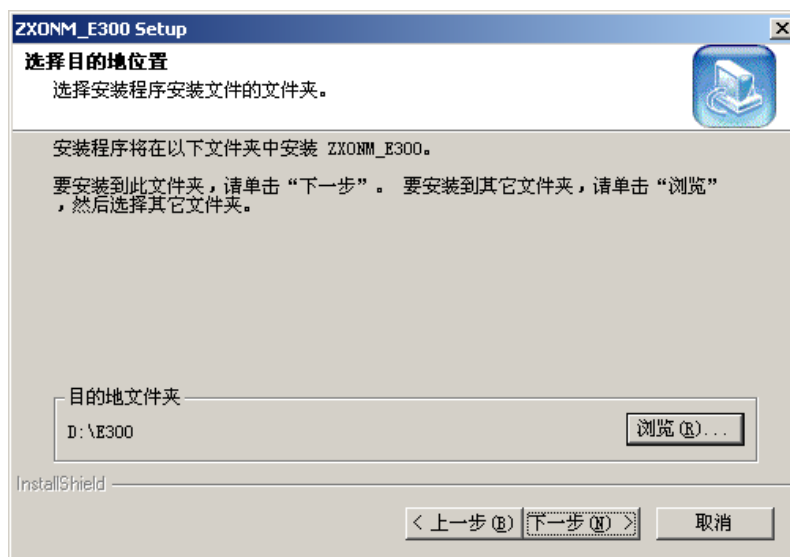 ZXONM_E300 Setup
选择目的地位置
选择安装程序安装文件的文件夹。
安装程序将在以下文件夹中安装 ZXONM_E300。
要安装到此文件夹，请单击“下一步”。 要安装到其它文件夹，请单击“浏览”
，然后选择其它文件夹。
目的地文件夹
D:\E300
浏览(R)...
InstallShield
< 上一步(B)
下一步(N) >
取消